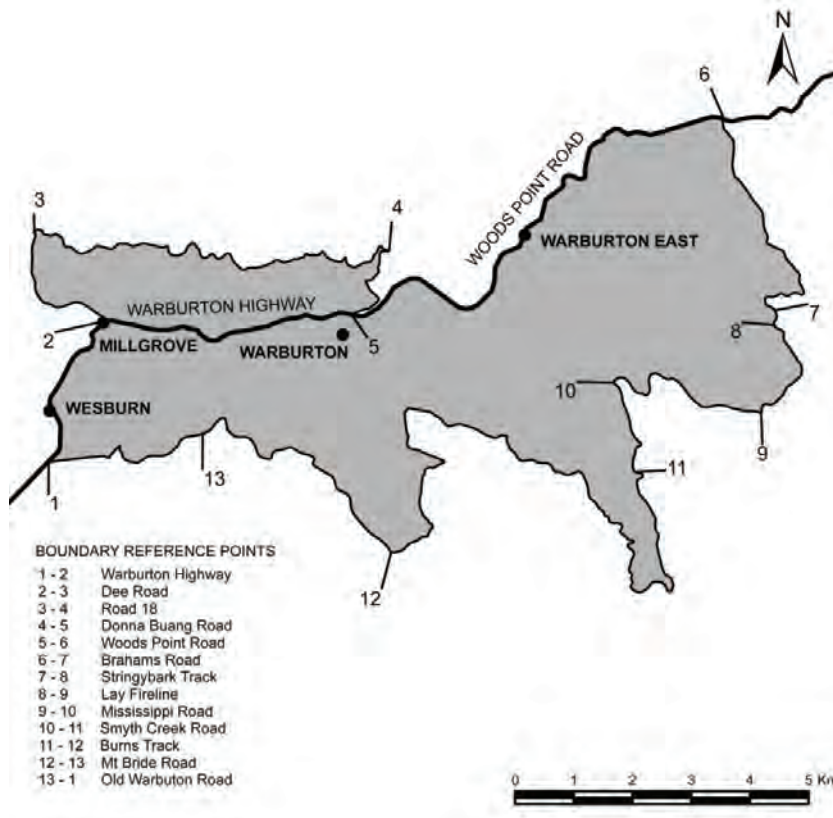 N
6
3
4
WOODS POINT ROAD
WARBURTON EAST
WARBURTON HIGHWAY
7
2
MILLGROVE
WARBURTON
5
8
10
WESBURN
9
13
11
1
12
BOUNDARY REFERENCE POINTS
1 - 2 Warburton Highway
2 - 3 Dee Road
3 - 4 Road 18
4 - 5 Donna Buang Road
5 - 6 Woods Point Road
6 - 7 Brahams Road
7 - 8 Stringybark Track
8 - 9 Lay Fireline
9 - 10 Mississippi Road
10 - 11 Smyth Creek Road
11 - 12 Burns Track
12 - 13 Mt Bride Road
13 - 1 Old Warbuton Road
0 1 2 3 4 5 Km